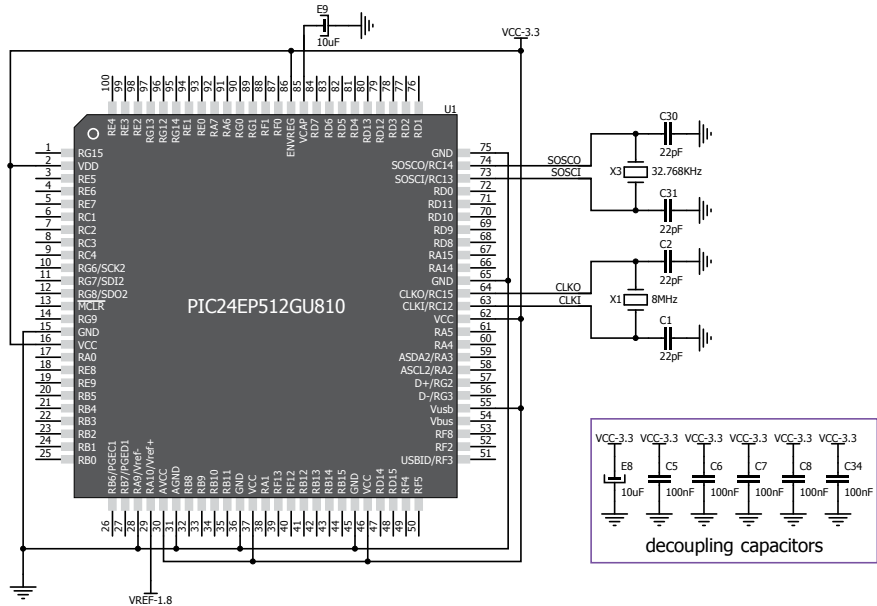 E9
10uF
VCC-3.3
100 99 98 97 96 95 94 93 92 91 90 89 88 87 86 85 84 83 82 81 80 79 78 77 76
RE4 RE3 RE2 RG13 RG12 RG14 RE1 RE0 RA7 RA6 RG0 RG1 RF1 RF0 ENVREG VCAP RD7 RD6 RD5 RD4 RD13 RD12 RD3 RD2 RD1
U1
1 RG15
2 VDD
3 RE5
4 RE6
5 RE7
6 RC1
7 RC2
8 RC3
9 RC4
10 RG6/SCK2
11 RG7/SDI2
12 RG8/SDO2
13 MCLR
14 RG9
15 GND
16 VCC
17 RA0
18 RE8
19 RE9
20 RB5
21 RB4
22 RB3
23 RB2
24 RB1
25 RB0
PIC24EP512GU810
GND 75
SOSCO/RC14 74
SOSCI/RC13 73
RD0 72
RD11 71
RD10 70
RD9 69
RD8 68
RA15 67
RA14 66
GND 65
CLKO/RC15 64
CLKI/RC12 63
VCC 62
RA5 61
RA4 60
ASDA2/RA3 59
ASCL2/RA2 58
D+/RG2 57
D-/RG3 56
Vusb 55
Vbus 54
RF8 53
RF2 52
USBID/RF3 51
RB6/PGEC1 RB7/PGED1 RA9/Vref- RA10/Vref+ AVCC AGND RB8 RB9 RB10 RB11 GND VCC RA1 RF13 RF12 RB12 RB13 RB14 RB15 GND VCC RD14 RD15 RF4 RF5
26 27 28 29 30 31 32 33 34 35 36 37 38 39 40 41 42 43 44 45 46 47 48 49 50
VREF-1.8
SOSCO
SOSCI
C30
22pF
X3 32.768KHz
C31
22pF
CLKO
CLKI
C2
22pF
X1 8MHz
C1
22pF
VCC-3.3 VCC-3.3 VCC-3.3 VCC-3.3 VCC-3.3 VCC-3.3
E8 C5 C6 C7 C8 C34
10uF 100nF 100nF 100nF 100nF 100nF
decoupling capacitors